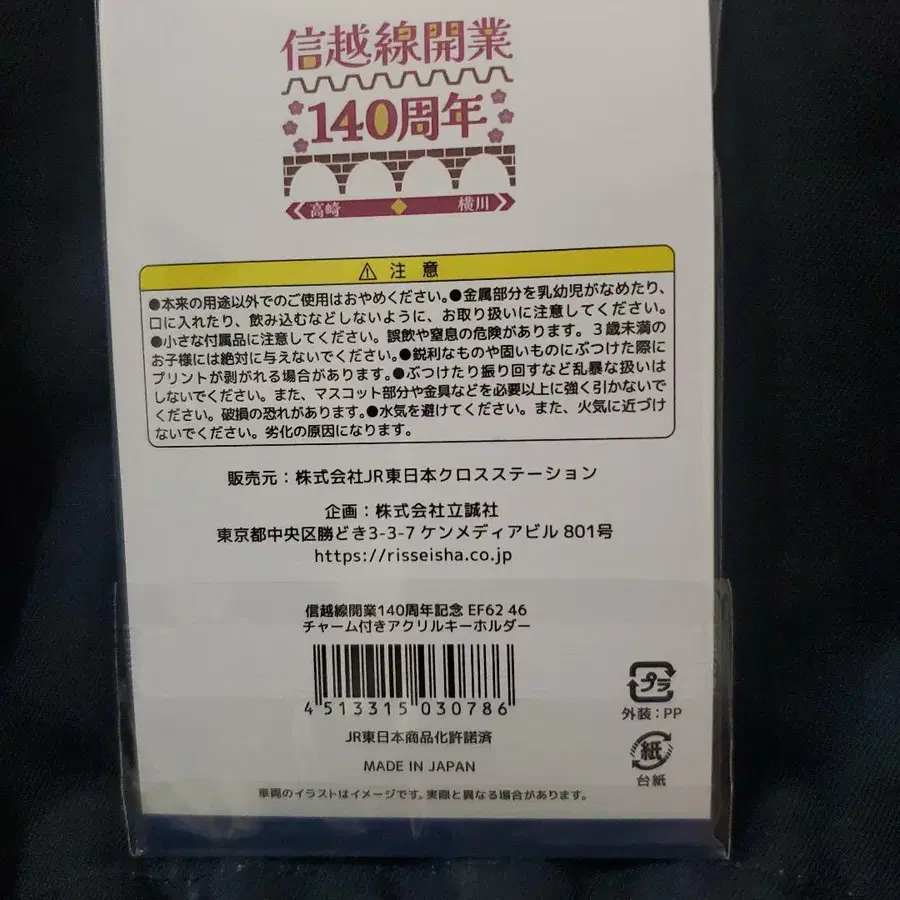 信越線開業
140周年
高崎 横川
注意
●本来の用途以外でのご使用はおやめください。●金属部分を乳幼児がなめたり、
口に入れたり、飲み込むなどしないように、お取り扱いに注意してください。
●小さな付属品に注意してください。誤飲や窒息の危険があります。３歳未満の
お子様には絶対に与えないでください。●鋭利なものや固いものにぶつけた際に
プリントが剥がれる場合があります。●ぶつけたり振り回すなど乱暴な扱いは
しないでください。また、マスコット部分や金具などを必要以上に強く引かないで
ください。破損の恐れがあります。●水気を避けてください。また、火気に近づけ
ないでください。劣化の原因になります。
販売元：株式会社JR東日本クロスステーション
企画：株式会社立誠社
東京都中央区勝どき3-3-7 ケンメディアビル 801号
https://risseisha.co.jp
信越線開業140周年記念 EF62 46
チャーム付きアクリルキーホルダー
4 513315 030786
JR東日本商品化許諾済
MADE IN JAPAN
車両のイラストはイメージです。実際と異なる場合があります。
プラ
外装：PP
紙
台紙